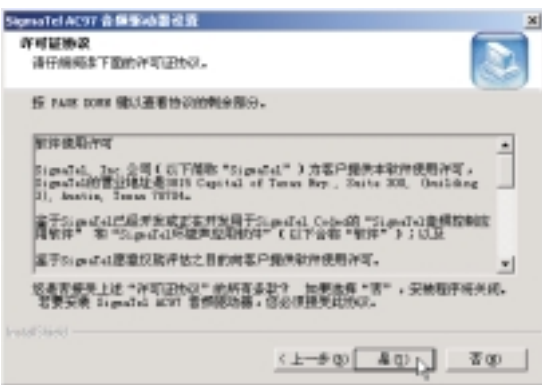 SigmaTel AC97 音频驱动器设置
许可证协议
请仔细阅读下面的许可证协议。
按 PAGE DOWN 键以查看协议的剩余部分。
软件使用许可
SigmaTel, Inc.公司（以下简称 "SigmaTel"）方客户提供本软件使用许可。
SigmaTel的营业地址是 Capital of Texas Hwy., Suite 300, (Building
Austin, Texas 78704.
鉴于SigmaTel已经开发或正在开发用于SigmaTel Codec的 "SigmaTel音频控制应
用软件" 和 "SigmaTel环绕声应用软件"（以下合称 "软件"）；以及
鉴于SigmaTel愿意仅就评估之目的向客户提供软件使用许可。
您是否接受上述 "许可证协议" 的所有条款？ 如果选择 "否"，安装程序将关闭。
若要安装 SigmaTel AC97 音频驱动器，您必须接受此协议。
InstallShield
< 上一步(B)
是(Y)
否(N)